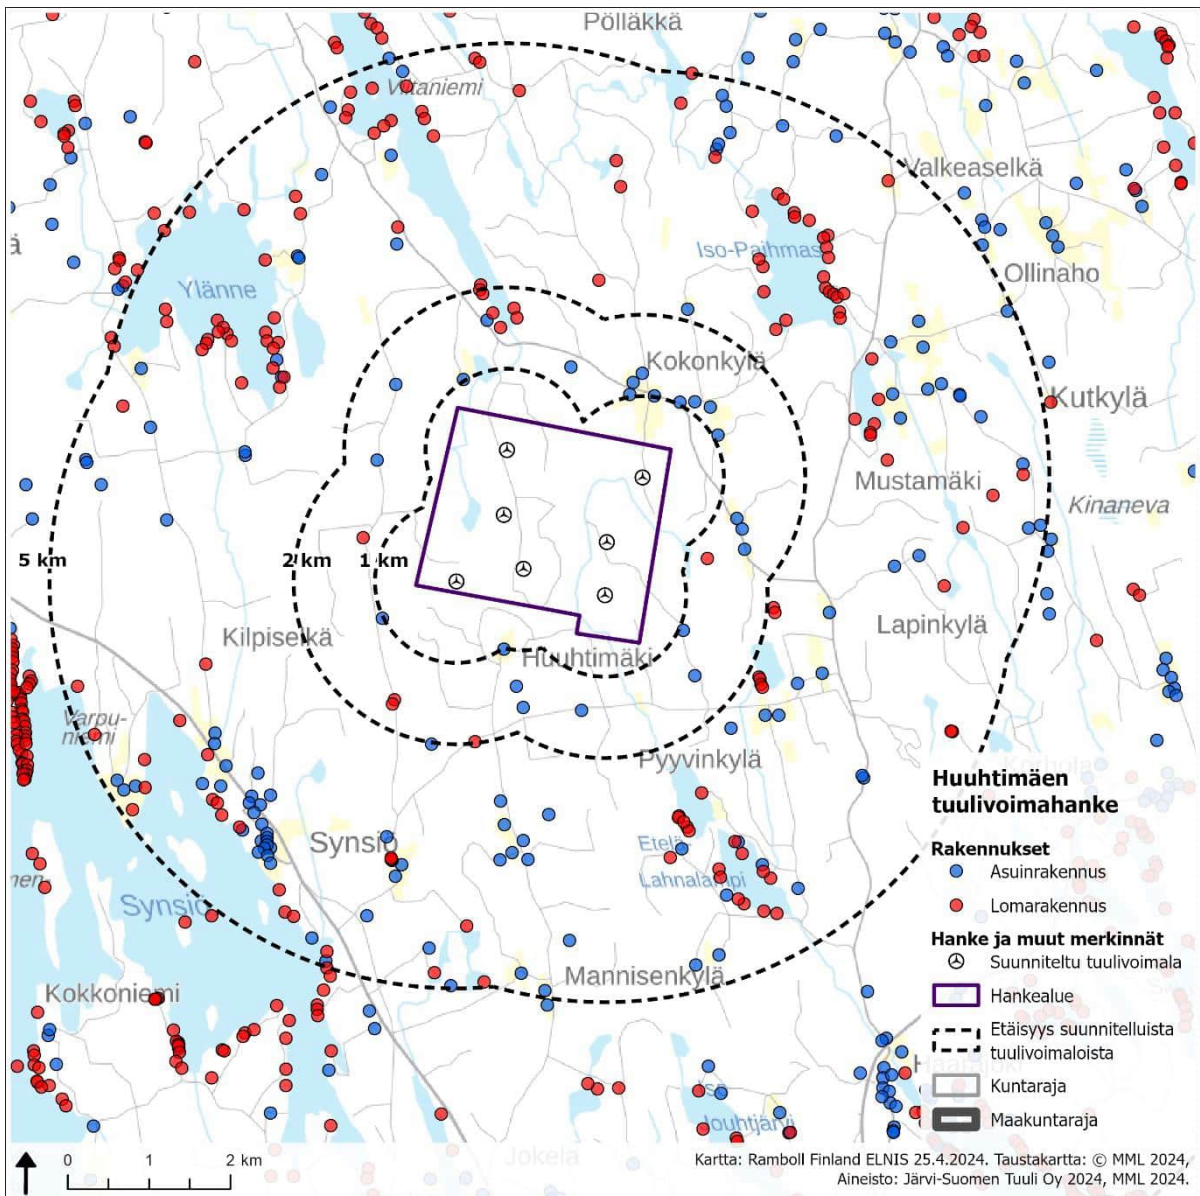 Pölläkkä
Viitaniemi
Valkeaselkä
Iso-Paihmas
Ollinaho
Ylänne
Kokonkylä
Kutkylä
Mustamäki
Kinaneva
5 km
2 km
1 km
Kilpiselkä
Lapinkylä
Huuhtimäki
Varpu-
niemi
Pyyvinkylä
Synsiö
Etelä-
Lahnalampi
Synsiö
Mannisenkylä
Kokkoniemi
Jouhtjärvi
Jokela
Huuhtimäen
tuulivoimahanke
Rakennukset
Asuinrakennus
Lomarakennus
Hanke ja muut merkinnät
Suunniteltu tuulivoimala
Hankealue
Etäisyys suunnitelluista
tuulivoimaloista
Kuntaraja
Maakuntaraja
0 1 2 km
Kartta: Ramboll Finland ELNIS 25.4.2024. Taustakartta: © MML 2024,
Aineisto: Järvi-Suomen Tuuli Oy 2024, MML 2024.